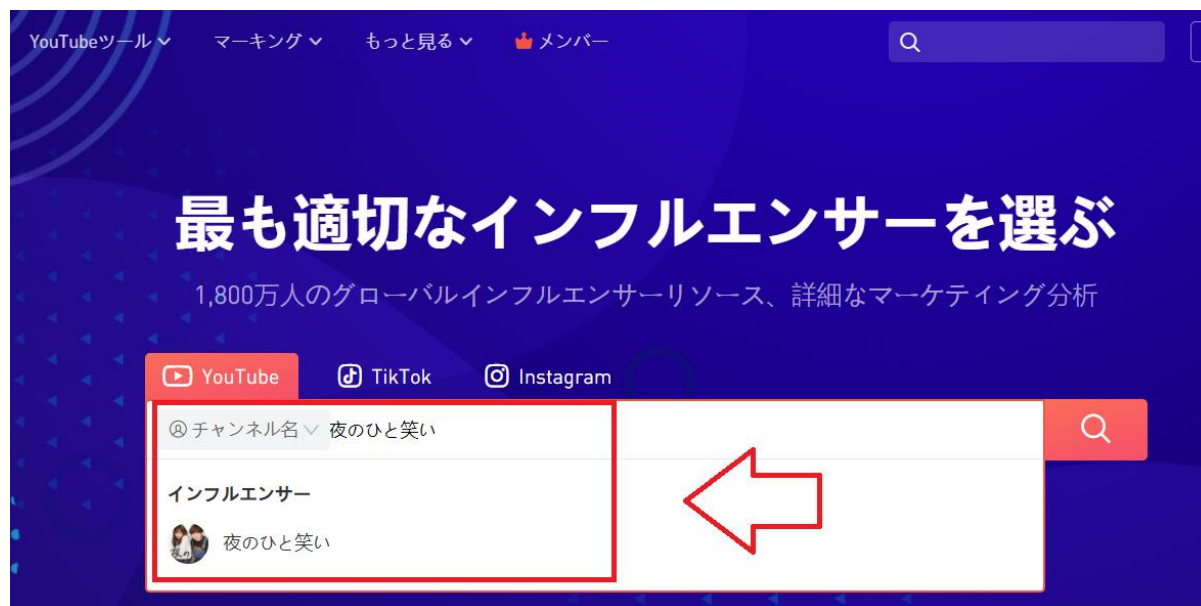 YouTubeツール マーキング もっと見る メンバー
最も適切なインフルエンサーを選ぶ
1,800万人のグローバルインフルエンサーリソース、詳細なマーケティング分析
YouTube TikTok Instagram
チャンネル名 夜のひと笑い
インフルエンサー
夜のひと笑い